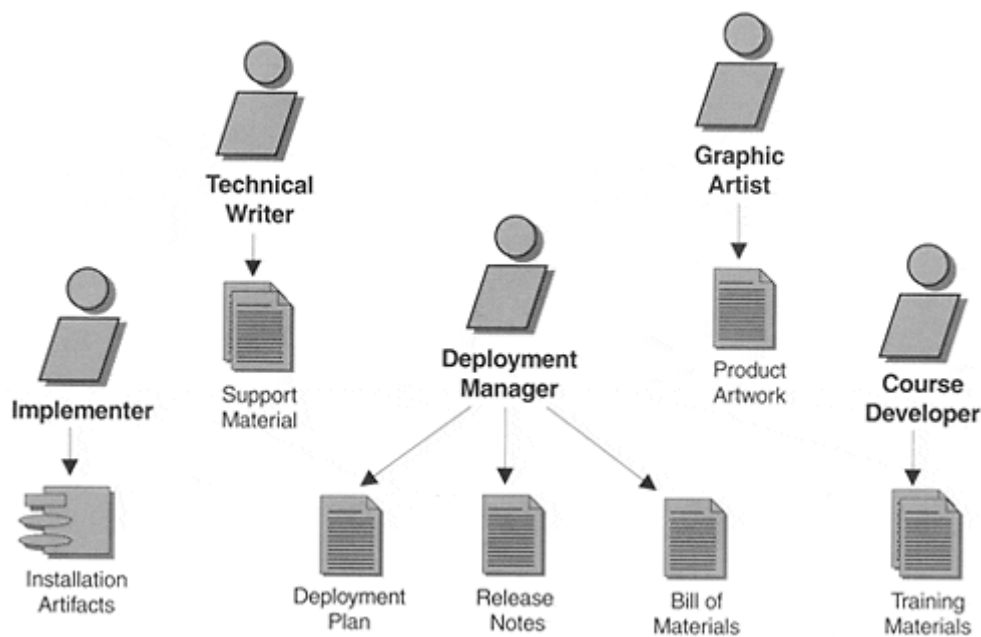 Technical
Writer
Graphic
Artist
Deployment
Manager
Implementer
Course
Developer
Support
Material
Product
Artwork
Installation
Artifacts
Deployment
Plan
Release
Notes
Bill of
Materials
Training
Materials